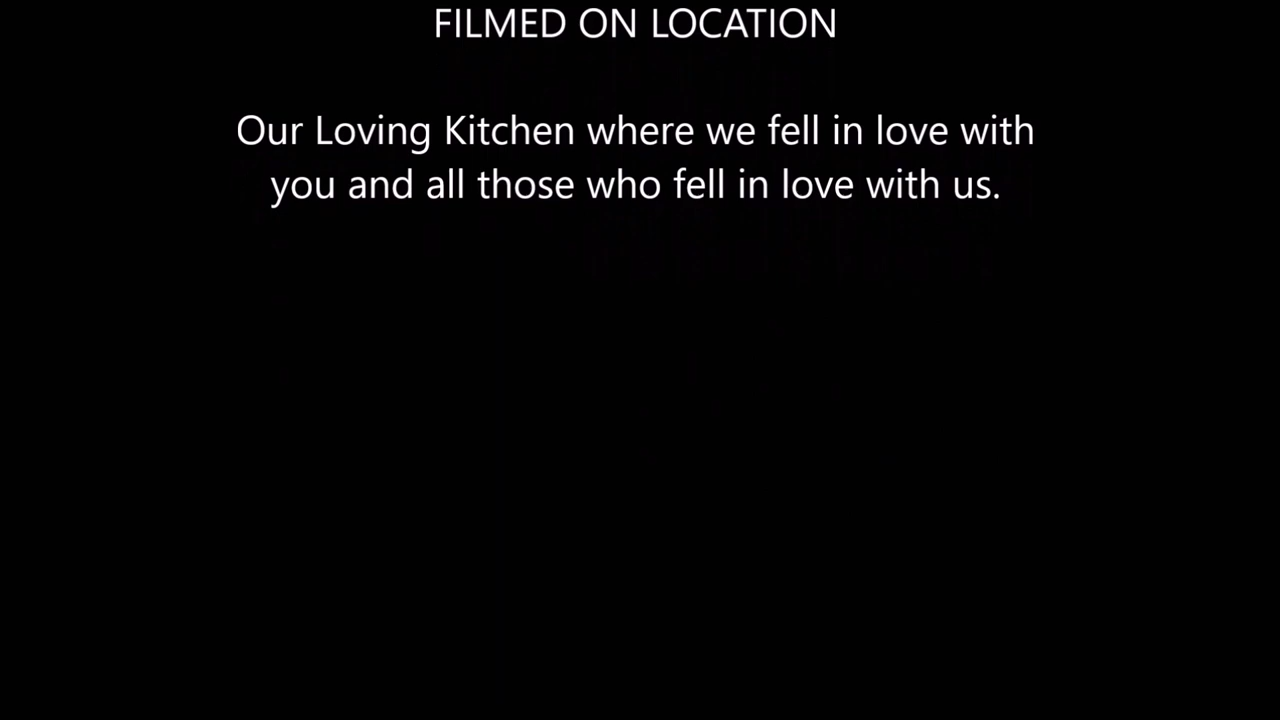 FILMED ON LOCATION
Our Loving Kitchen where we fell in love with
you and all those who fell in love with us.